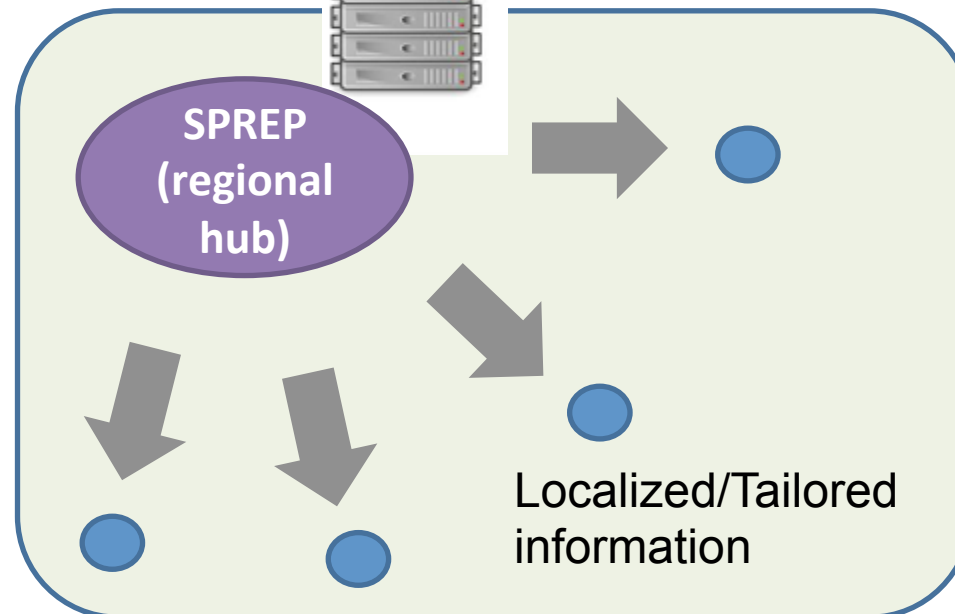 SPREP
(regional
hub)
Localized/Tailored
information